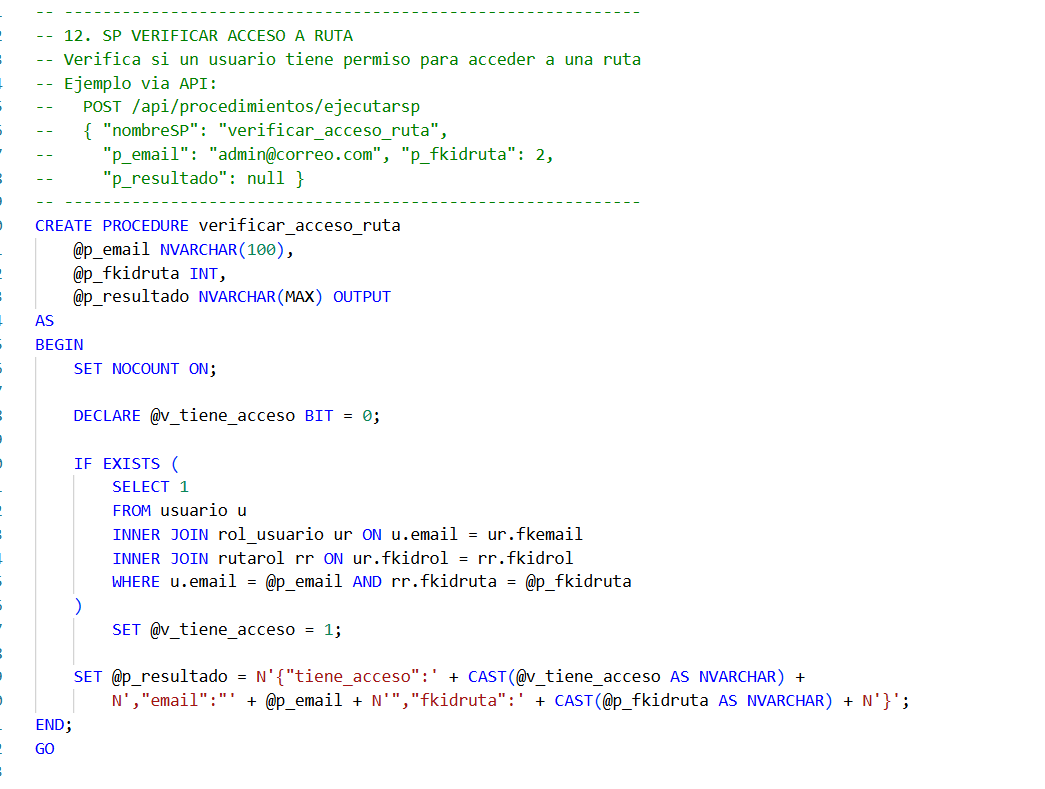 -- ------------------------------------------------------------
-- 12. SP VERIFICAR ACCESO A RUTA
-- Verifica si un usuario tiene permiso para acceder a una ruta
-- Ejemplo via API:
--   POST /api/procedimientos/ejecutarsp
--   { "nombreSP": "verificar_acceso_ruta",
--     "p_email": "admin@correo.com", "p_fkidruta": 2,
--     "p_resultado": null }
-- ------------------------------------------------------------
CREATE PROCEDURE verificar_acceso_ruta
    @p_email NVARCHAR(100),
    @p_fkidruta INT,
    @p_resultado NVARCHAR(MAX) OUTPUT
AS
BEGIN
    SET NOCOUNT ON;

    DECLARE @v_tiene_acceso BIT = 0;

    IF EXISTS (
        SELECT 1
        FROM usuario u
        INNER JOIN rol_usuario ur ON u.email = ur.fkemail
        INNER JOIN rutarol rr ON ur.fkidrol = rr.fkidrol
        WHERE u.email = @p_email AND rr.fkidruta = @p_fkidruta
    )
        SET @v_tiene_acceso = 1;

    SET @p_resultado = N'{"tiene_acceso":' + CAST(@v_tiene_acceso AS NVARCHAR) +
        N',"email":"' + @p_email + N'","fkidruta":' + CAST(@p_fkidruta AS NVARCHAR) + N'}';
END;
GO